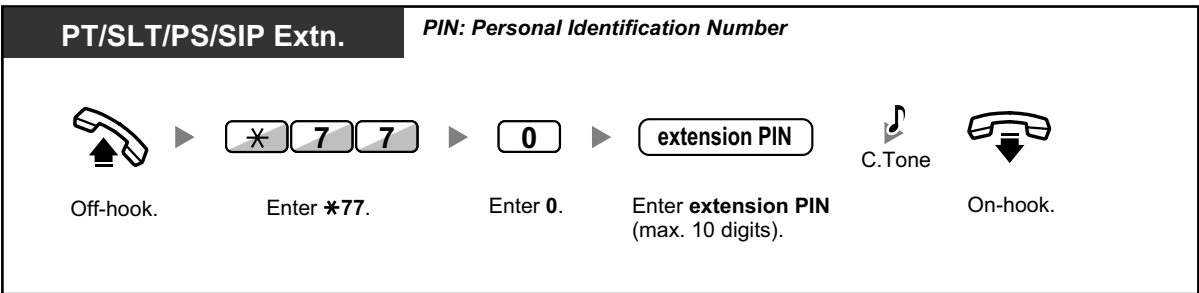 PT/SLT/PS/SIP Extn.
PIN: Personal Identification Number
* 7 7
0
extension PIN
C.Tone
Off-hook.
Enter *77.
Enter 0.
Enter extension PIN
(max. 10 digits).
On-hook.